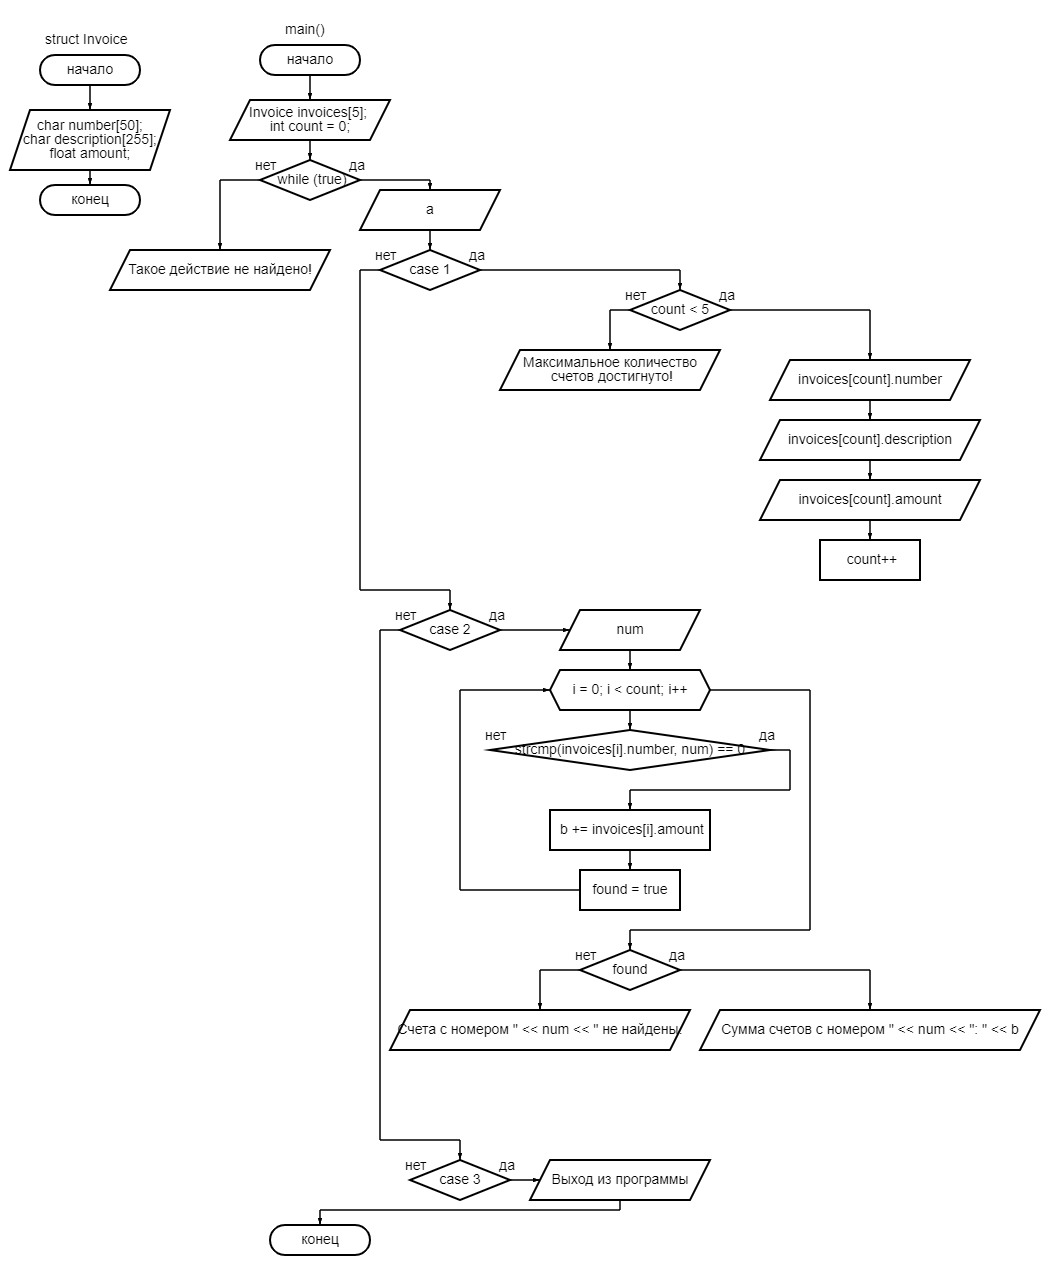 struct Invoice
начало
char number[50];
char description[255];
float amount;
конец
main()
начало
Invoice invoices[5];
int count = 0;
нет
да
while (true)
Такое действие не найдено!
a
нет
да
case 1
нет
да
count < 5
Максимальное количество
счетов достигнуто!
invoices[count].number
invoices[count].description
invoices[count].amount
count++
нет
да
case 2
num
i = 0; i < count; i++
нет
да
strcmp(invoices[i].number, num) == 0
b += invoices[i].amount
found = true
нет
да
found
Счета с номером " << num << " не найдены.
Сумма счетов с номером " << num << ": " << b
нет
да
case 3
Выход из программы
конец